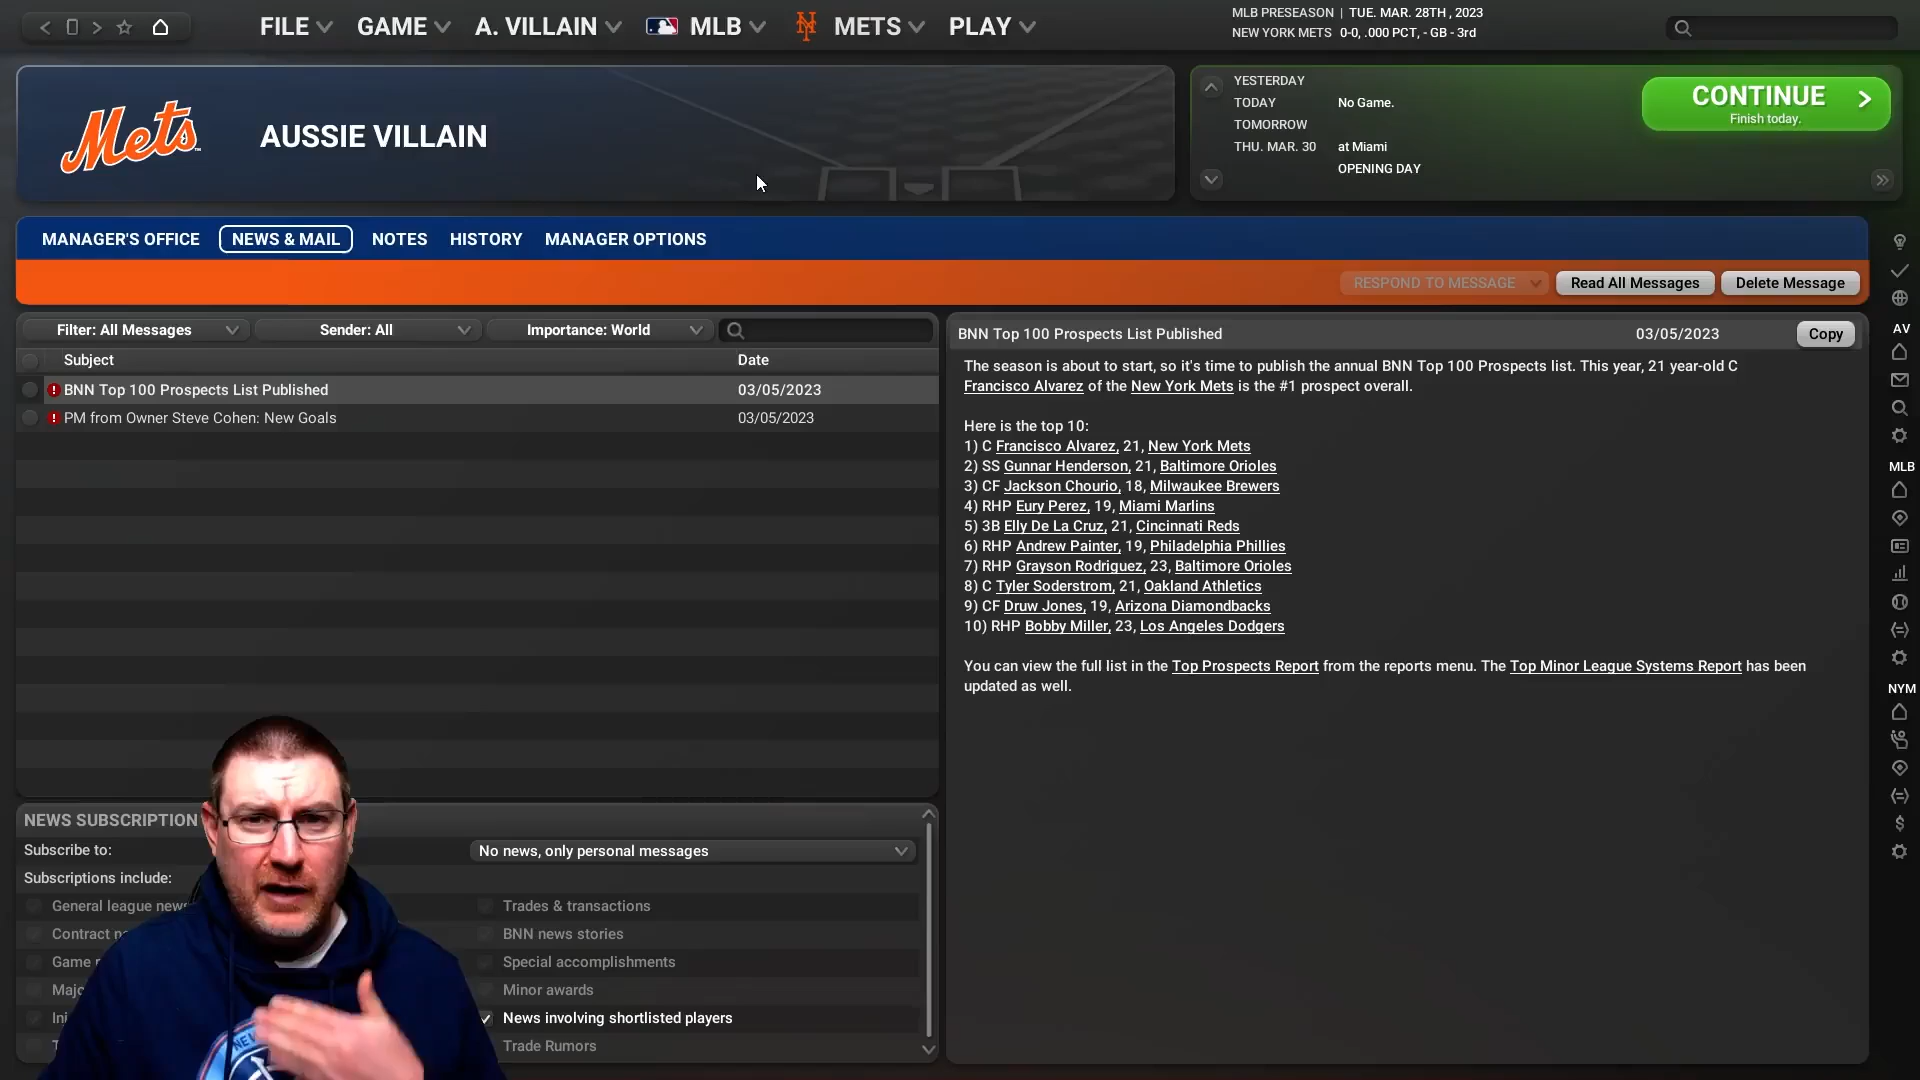 FILE GAME A. VILLAIN MLB METS PLAY
MLB PRESEASON | TUE. MAR. 28TH , 2023
NEW YORK METS 0-0, .000 PCT, - GB - 3rd
Mets
AUSSIE VILLAIN
YESTERDAY
TODAY No Game.
TOMORROW
THU. MAR. 30 at Miami
OPENING DAY
CONTINUE
Finish today.
MANAGER'S OFFICE NEWS & MAIL NOTES HISTORY MANAGER OPTIONS
RESPOND TO MESSAGE Read All Messages Delete Message
Filter: All Messages Sender: All Importance: World
Subject Date
BNN Top 100 Prospects List Published 03/05/2023
PM from Owner Steve Cohen: New Goals 03/05/2023
BNN Top 100 Prospects List Published 03/05/2023 Copy
The season is about to start, so it's time to publish the annual BNN Top 100 Prospects list. This year, 21 year-old C
Francisco Alvarez of the New York Mets is the #1 prospect overall.
Here is the top 10:
1) C Francisco Alvarez, 21, New York Mets
2) SS Gunnar Henderson, 21, Baltimore Orioles
3) CF Jackson Chourio, 18, Milwaukee Brewers
4) RHP Eury Perez, 19, Miami Marlins
5) 3B Elly De La Cruz, 21, Cincinnati Reds
6) RHP Andrew Painter, 19, Philadelphia Phillies
7) RHP Grayson Rodriguez, 23, Baltimore Orioles
8) C Tyler Soderstrom, 21, Oakland Athletics
9) CF Druw Jones, 19, Arizona Diamondbacks
10) RHP Bobby Miller, 23, Los Angeles Dodgers
You can view the full list in the Top Prospects Report from the reports menu. The Top Minor League Systems Report has been
updated as well.
NEWS SUBSCRIPTION
Subscribe to: No news, only personal messages
Subscriptions include:
General league news Trades & transactions
Contract BNN news stories
Game Special accomplishments
Minor awards
News involving shortlisted players
Trade Rumors
AV
MLB
NYM